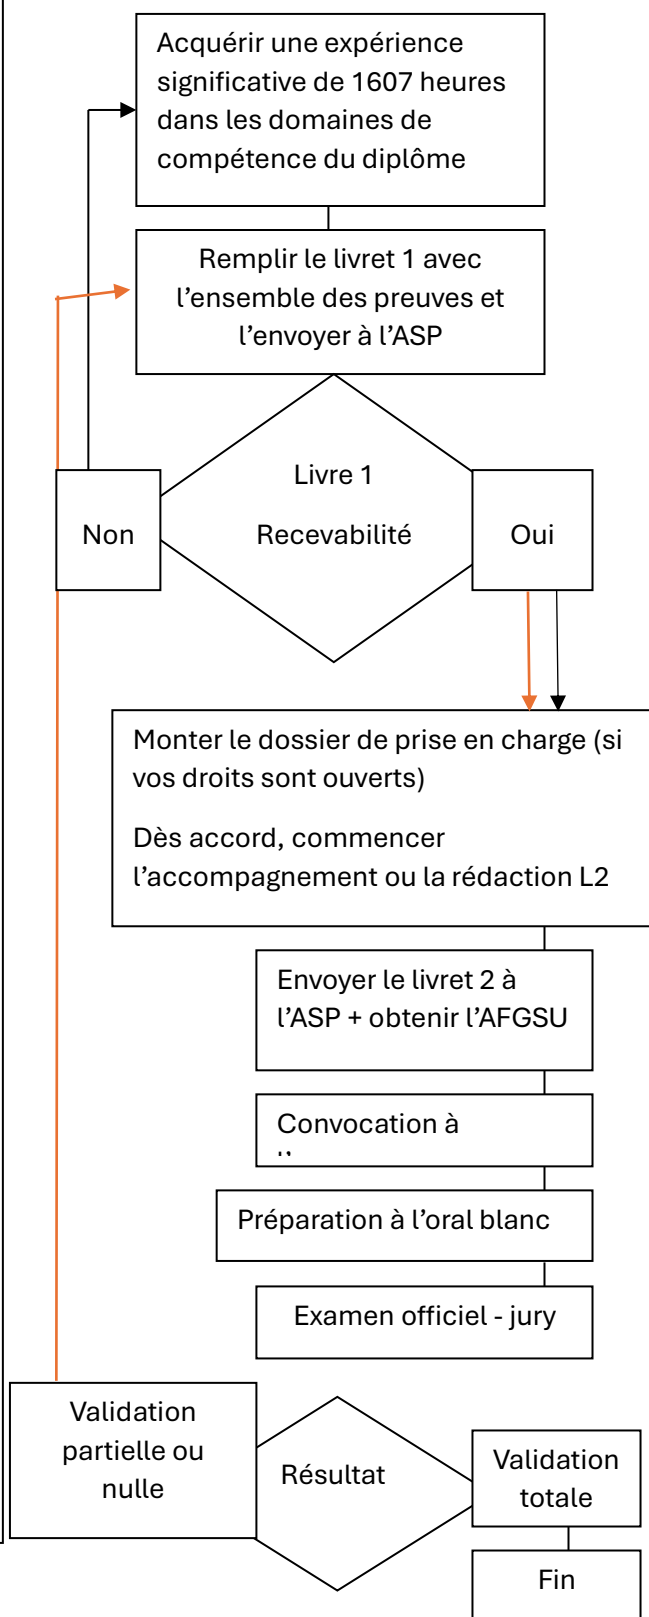 Acquérir une expérience
significative de 1607 heures
dans les domaines de
compétence du diplôme
Remplir le livret 1 avec
l’ensemble des preuves et
l’envoyer à l’ASP
Livre 1
Non
Recevabilité
Oui
Monter le dossier de prise en charge (si
vos droits sont ouverts)
Dès accord, commencer
l’accompagnement ou la rédaction L2
Envoyer le livret 2 à
l’ASP + obtenir l’AFGSU
Convocation à
Préparation à l’oral blanc
Examen officiel - jury
Validation
partielle ou
nulle
Résultat
Validation
totale
Fin